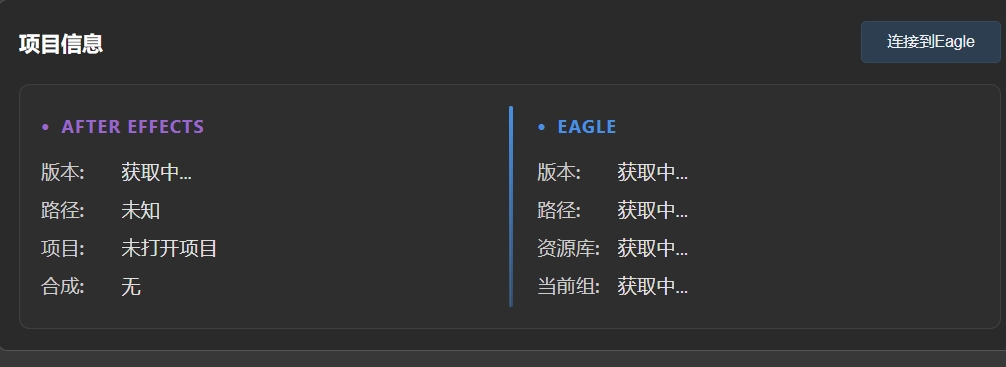 项目信息
连接到Eagle
• AFTER EFFECTS
版本: 获取中...
路径: 未知
项目: 未打开项目
合成: 无
• EAGLE
版本: 获取中...
路径: 获取中...
资源库: 获取中...
当前组: 获取中...